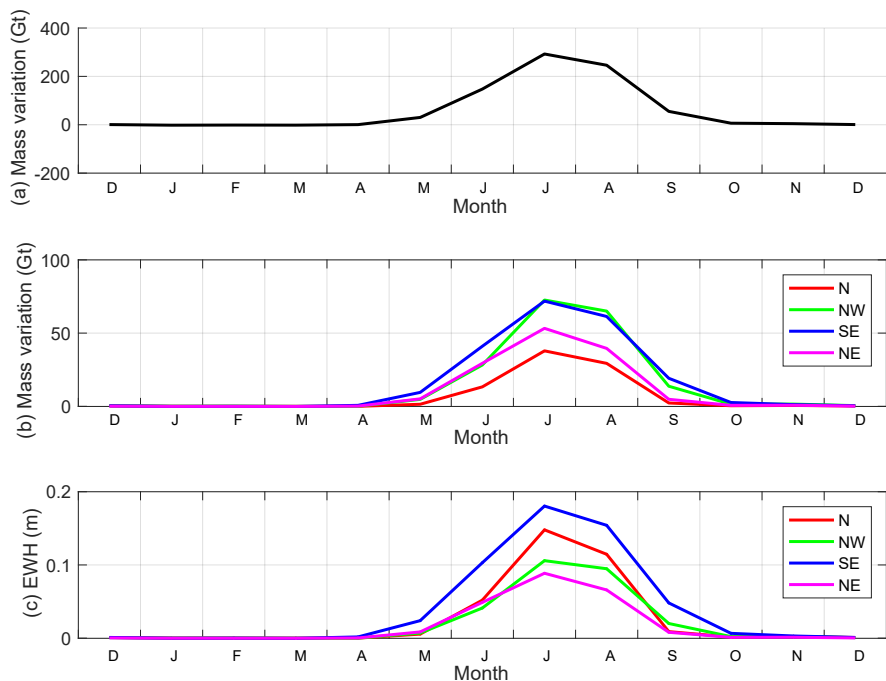 (a) Mass variation (Gt)
400
200
0
-200
D J F M A M J J A S O N D
Month
(b) Mass variation (Gt)
100
50
0
N
NW
SE
NE
D J F M A M J J A S O N D
Month
(c) EWH (m)
0.2
0.1
0
N
NW
SE
NE
D J F M A M J J A S O N D
Month